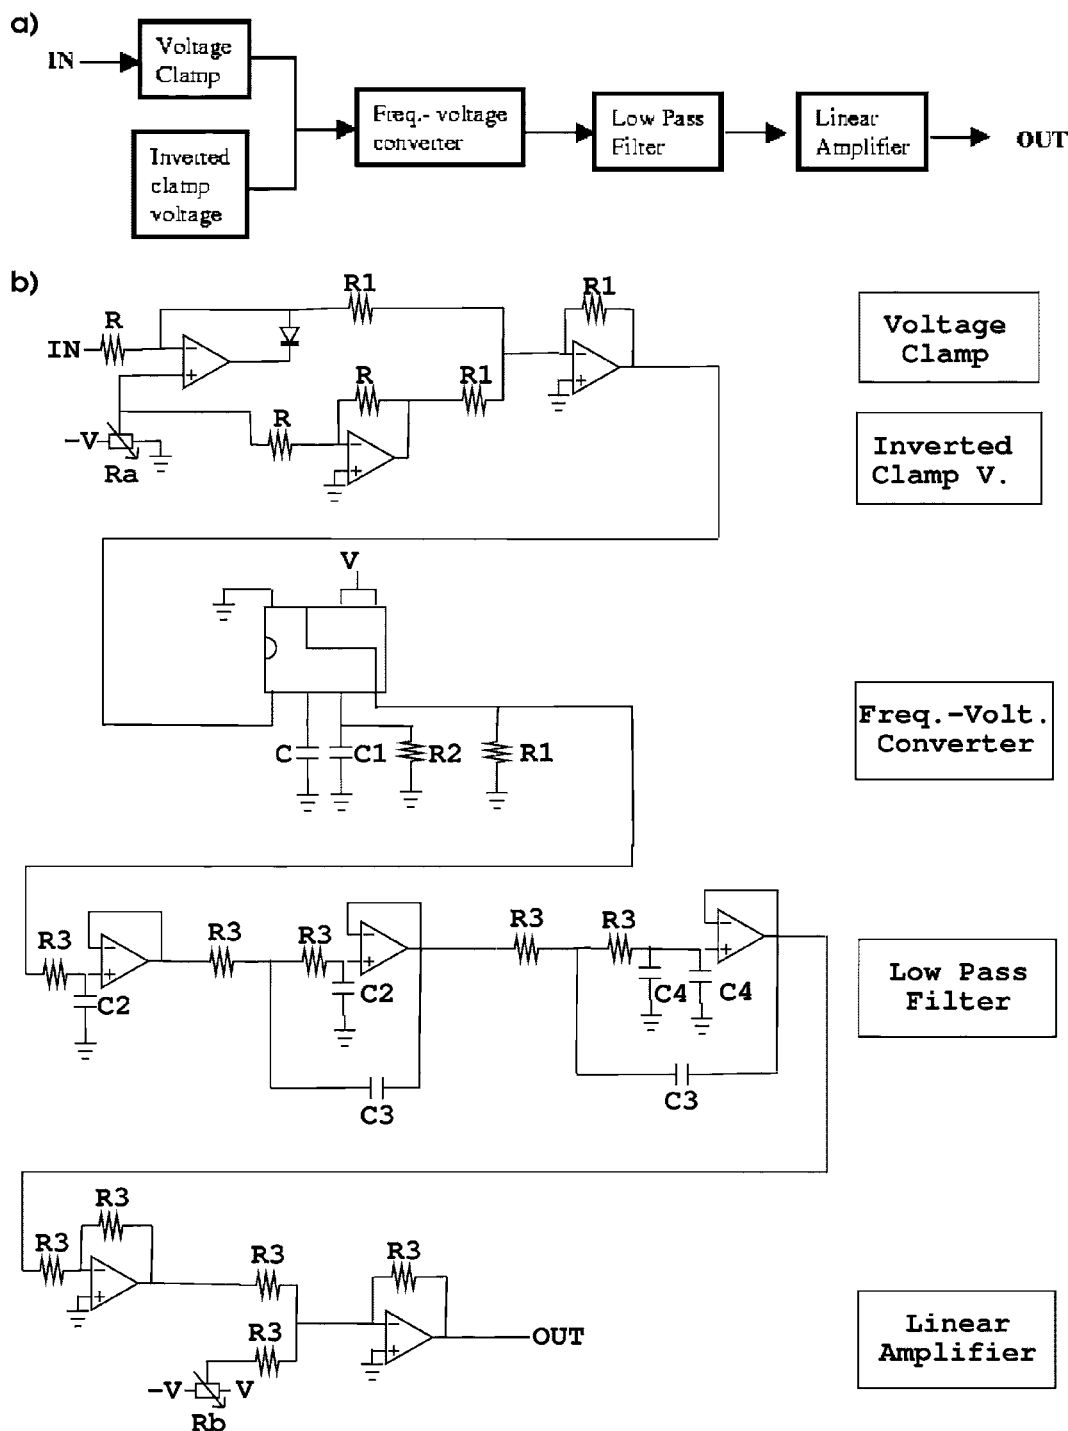 a)
IN
Voltage
Clamp
Inverted
clamp
voltage
Freq.- voltage
converter
Low Pass
Filter
Linear
Amplifier
OUT
b)
R1
R1
R
IN
R
R1
R
-V
Ra
Voltage
Clamp
Inverted
Clamp V.
V
C
C1
R2
R1
Freq.-Volt.
Converter
R3
C2
R3
R3
C2
C3
R3
R3
C4
C4
C3
Low Pass
Filter
R3
R3
R3
R3
R3
-V
V
Rb
OUT
Linear
Amplifier